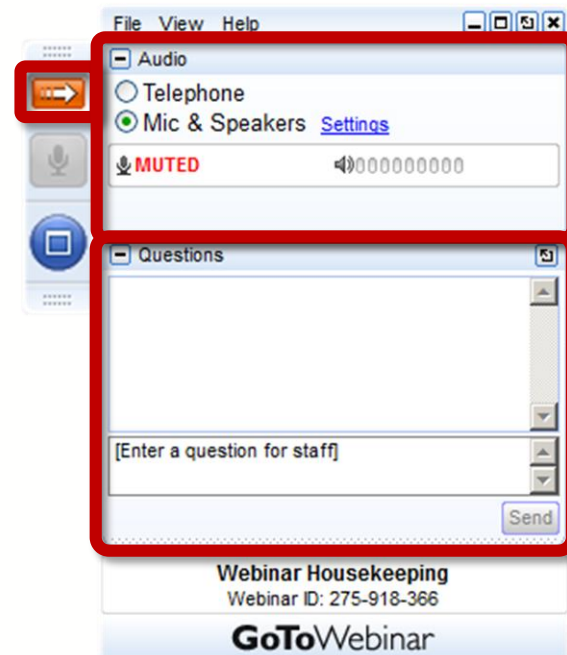 File View Help
Audio
Telephone
Mic & Speakers Settings
MUTED 000000000
Questions
[Enter a question for staff]
Send
Webinar Housekeeping
Webinar ID: 275-918-366
GoToWebinar